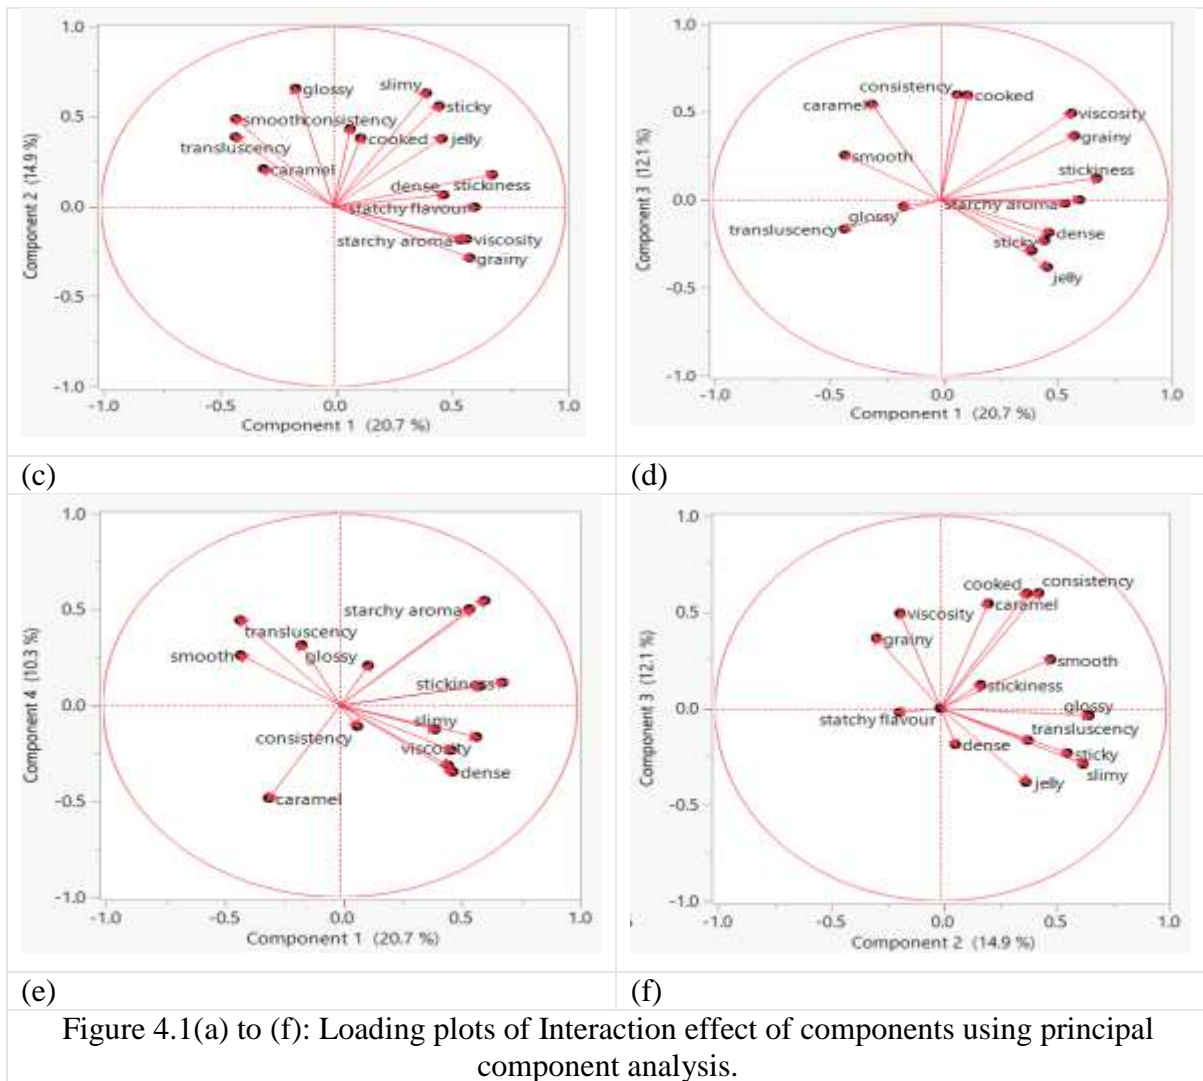 1.0
0.5
0.0
-0.5
-1.0
Component 2 (14.9 %)
glossy
slimy
sticky
smooth
consistency
cooked
jelly
transluscency
caramel
dense
stickiness
statchy flavour
starchy aroma
viscosity
grainy
-1.0 -0.5 0.0 0.5 1.0
Component 1 (20.7 %)
1.0
0.5
0.0
-0.5
-1.0
Component 3 (12.1 %)
consistency
cooked
caramel
viscosity
grainy
smooth
stickiness
starchy aroma
glossy
transluscency
dense
sticky
jelly
-1.0 -0.5 0.0 0.5 1.0
Component 1 (20.7 %)
(c)
(d)
1.0
0.5
0.0
-0.5
-1.0
Component 4 (10.3 %)
starchy aroma
transluscency
smooth
glossy
stickiness
slimy
consistency
viscosity
dense
caramel
-1.0 -0.5 0.0 0.5 1.0
Component 1 (20.7 %)
1.0
0.5
0.0
-0.5
-1.0
Component 3 (12.1 %)
cooked
consistency
caramel
viscosity
grainy
smooth
stickiness
glossy
statchy flavour
transluscency
dense
sticky
slimy
jelly
-1.0 -0.5 0.0 0.5 1.0
Component 2 (14.9 %)
(e)
(f)
Figure 4.1(a) to (f): Loading plots of Interaction effect of components using principal
component analysis.